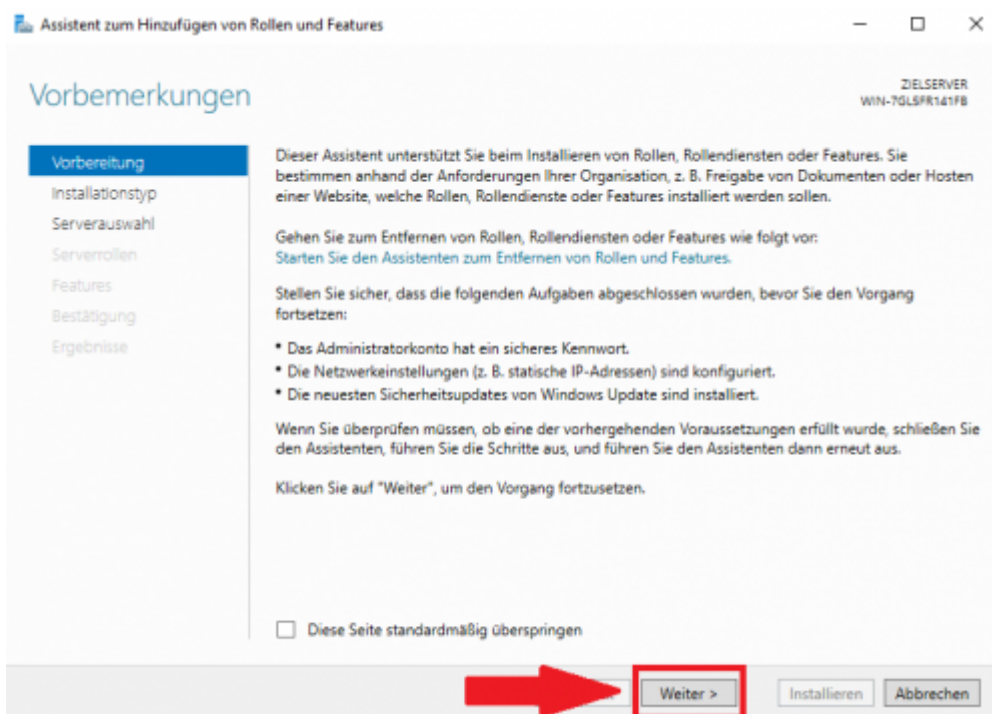 Assistent zum Hinzufügen von Rollen und Features
Vorbemerkungen
ZIELSERVER
WIN-7GLSFR141FB
Vorbereitung
Installationstyp
Serverauswahl
Serverrollen
Features
Bestätigung
Ergebnisse
Dieser Assistent unterstützt Sie beim Installieren von Rollen, Rollendiensten oder Features. Sie
bestimmen anhand der Anforderungen Ihrer Organisation, z. B. Freigabe von Dokumenten oder Hosten
einer Website, welche Rollen, Rollendienste oder Features installiert werden sollen.
Gehen Sie zum Entfernen von Rollen, Rollendiensten oder Features wie folgt vor:
Starten Sie den Assistenten zum Entfernen von Rollen und Features.
Stellen Sie sicher, dass die folgenden Aufgaben abgeschlossen wurden, bevor Sie den Vorgang
fortsetzen:
• Das Administratorkonto hat ein sicheres Kennwort.
• Die Netzwerkeinstellungen (z. B. statische IP-Adressen) sind konfiguriert.
• Die neuesten Sicherheitsupdates von Windows Update sind installiert.
Wenn Sie überprüfen müssen, ob eine der vorhergehenden Voraussetzungen erfüllt wurde, schließen Sie
den Assistenten, führen Sie die Schritte aus, und führen Sie den Assistenten dann erneut aus.
Klicken Sie auf "Weiter", um den Vorgang fortzusetzen.
Diese Seite standardmäßig überspringen
Weiter >
Installieren
Abbrechen